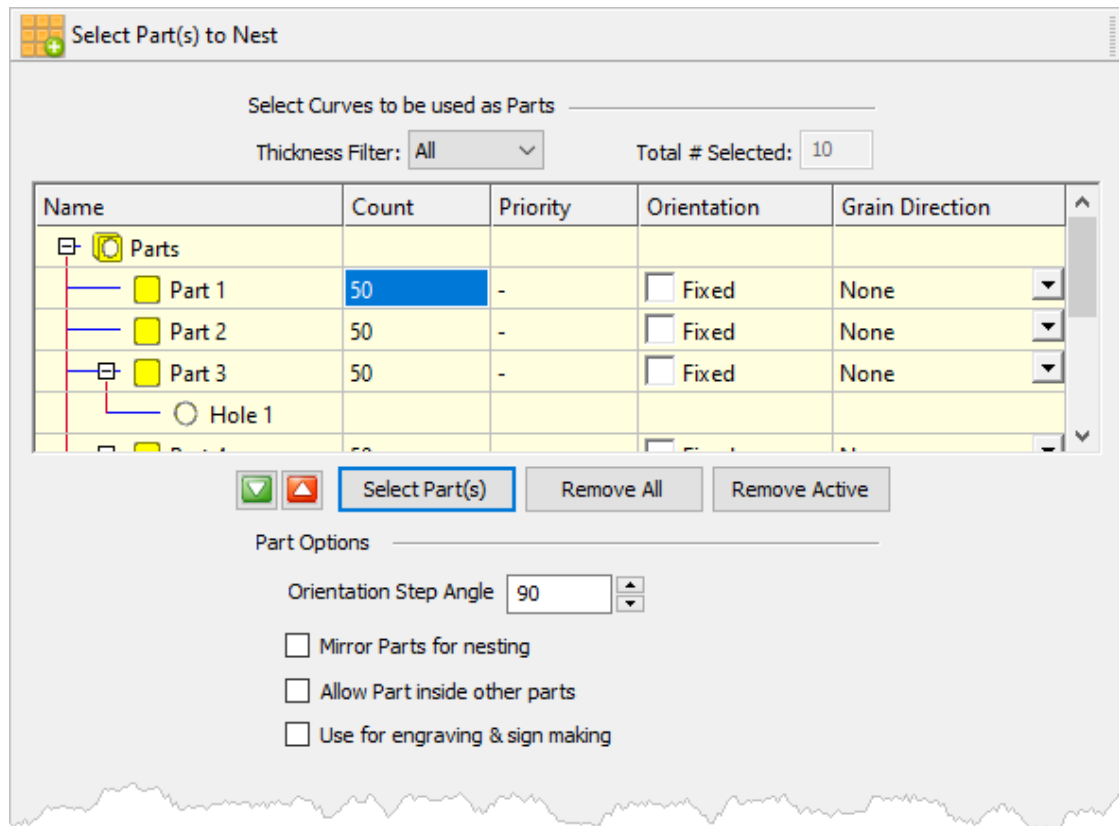 Select Part(s) to Nest
Select Curves to be used as Parts
Thickness Filter: All Total # Selected: 10
Name Count Priority Orientation Grain Direction
Parts
Part 1 50 - Fixed None
Part 2 50 - Fixed None
Part 3 50 - Fixed None
Hole 1
Select Part(s) Remove All Remove Active
Part Options
Orientation Step Angle 90
Mirror Parts for nesting
Allow Part inside other parts
Use for engraving & sign making